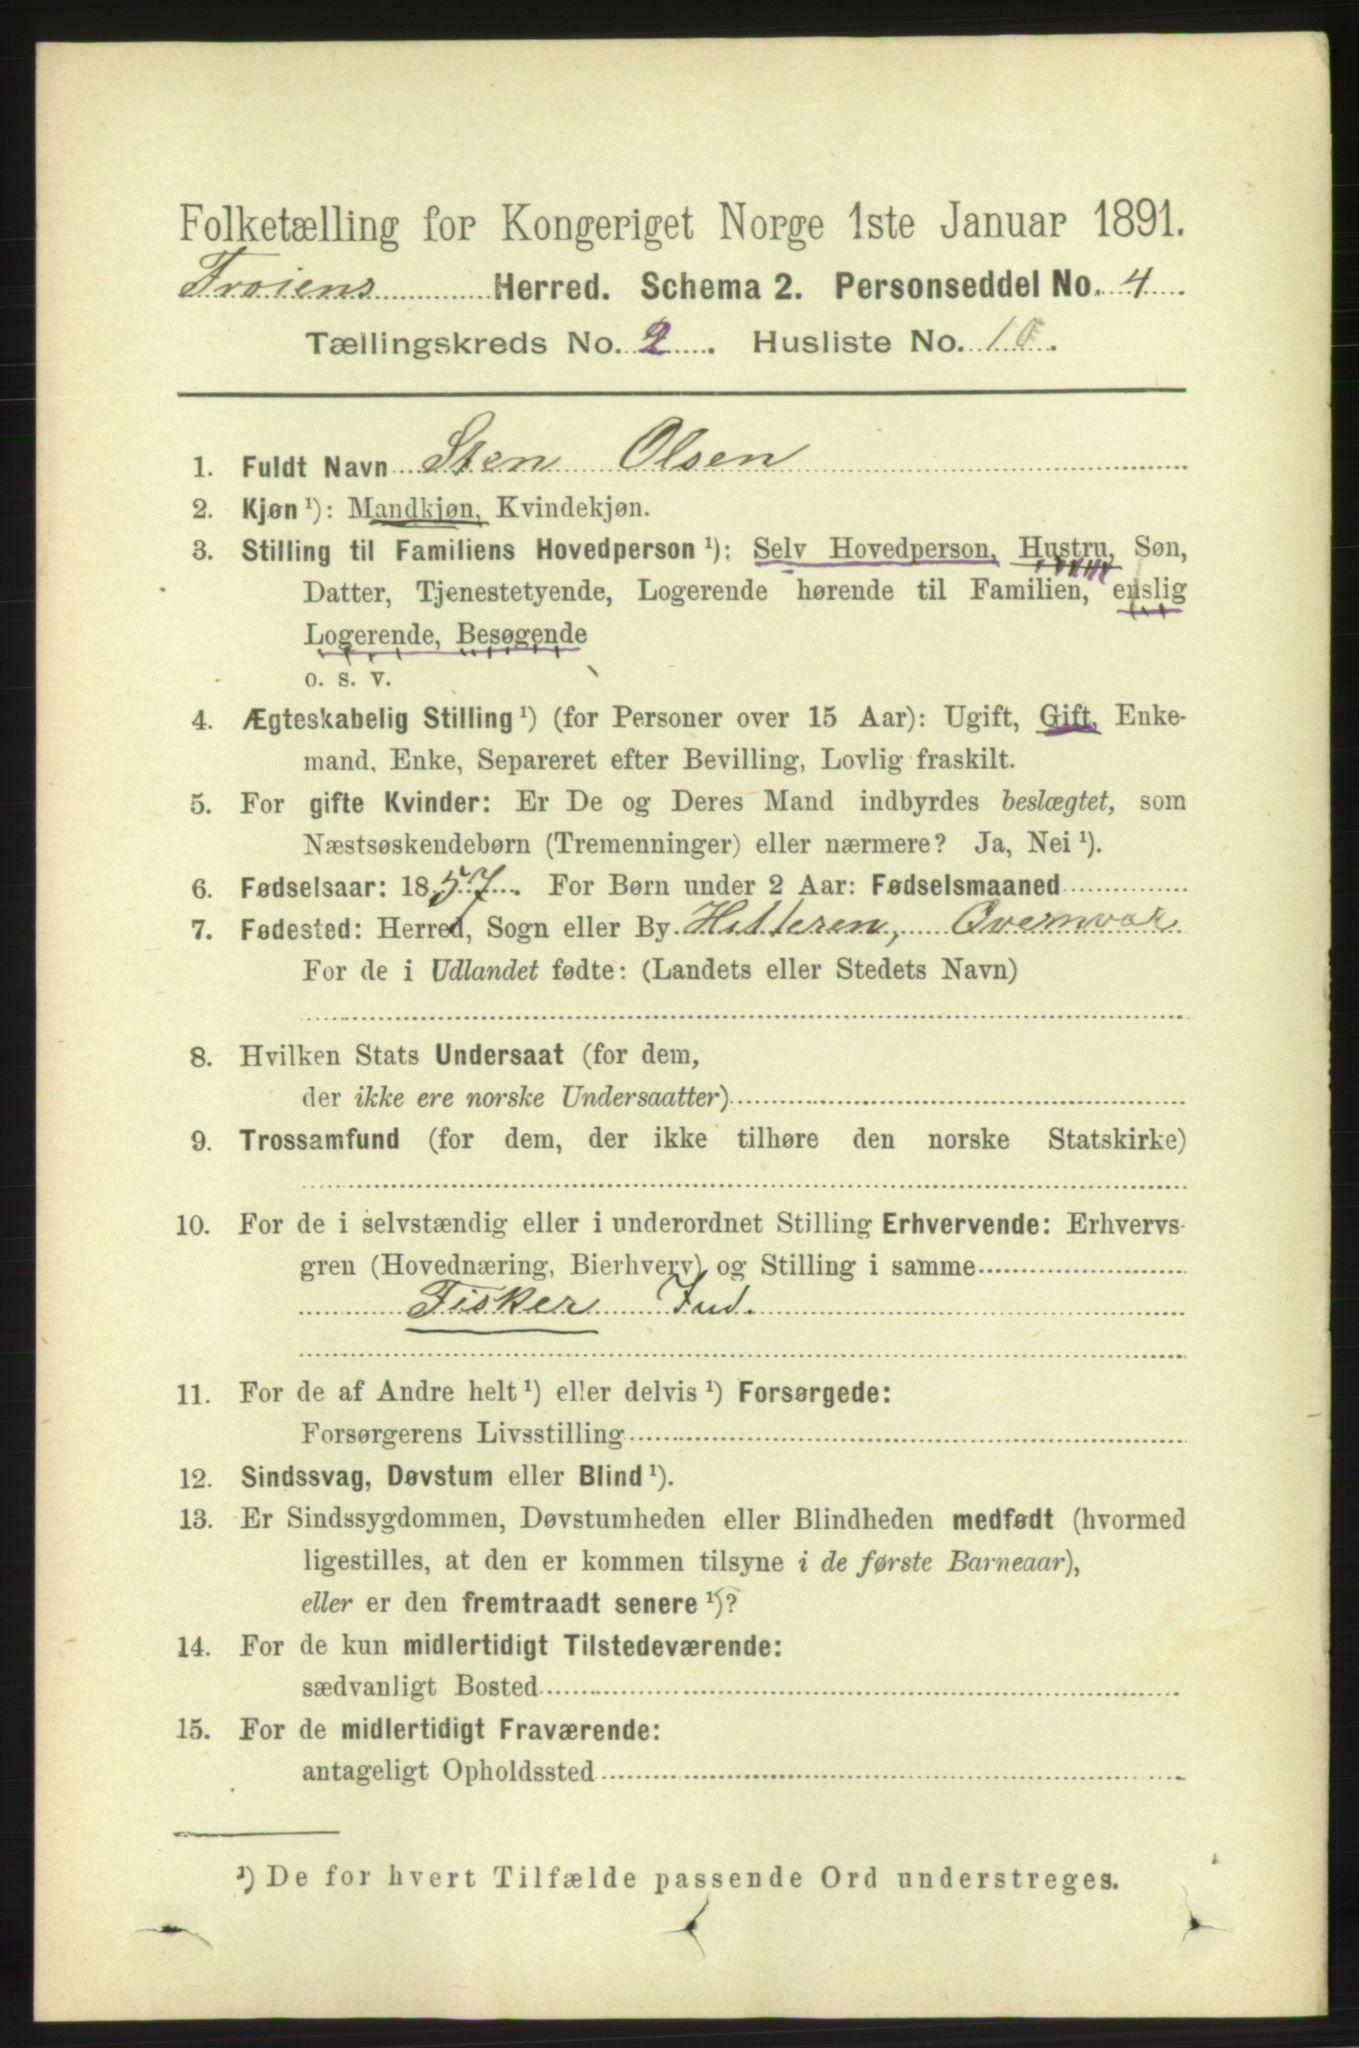 Folketælling for Kongeriget Norge 1ste Januar 1891.
Froiens Herred. Schema 2. Personseddel No. 4
Tællingskreds No. 2. Husliste No. 10.
1. Fuldt Navn Sten Olsen
2. Kjøn ¹): Mandkjøn, Kvindekjøn.
3. Stilling til Familiens Hovedperson ¹): Selv Hovedperson, Hustru, Søn,
Datter, Tjenestetyende, Logerende hørende til Familien, enslig
Logerende, Besøgende
o. s. v.
4. Ægteskabelig Stilling ¹) (for Personer over 15 Aar): Ugift, Gift, Enke-
mand, Enke, Separeret efter Bevilling, Lovlig fraskilt.
5. For gifte Kvinder: Er De og Deres Mand indbyrdes beslægtet, som
Næstsøskendebørn (Tremenninger) eller nærmere? Ja, Nei ¹).
6. Fødselsaar: 1857. For Børn under 2 Aar: Fødselsmaaned
7. Fødested: Herred, Sogn eller By Hitteren,
For de i Udlandet fødte: (Landets eller Stedets Navn)
8. Hvilken Stats Undersaat (for dem,
der ikke ere norske Undersaatter)
9. Trossamfund (for dem, der ikke tilhøre den norske Statskirke)
10. For de i selvstændig eller i underordnet Stilling Erhvervende: Erhvervs-
gren (Hovednæring, Bierhverv) og Stilling i samme
Fisker Ind.
11. For de af Andre helt ¹) eller delvis ¹) Forsørgede:
Forsørgerens Livsstilling
12. Sindssvag, Døvstum eller Blind ¹).
13. Er Sindssygdommen, Døvstumheden eller Blindheden medfødt (hvormed
ligestilles, at den er kommen tilsyne i de første Barneaar),
eller er den fremtraadt senere ¹)?
14. For de kun midlertidigt Tilstedeværende:
sædvanligt Bosted
15. For de midlertidigt Fraværende:
antageligt Opholdssted
¹) De for hvert Tilfælde passende Ord understreges.